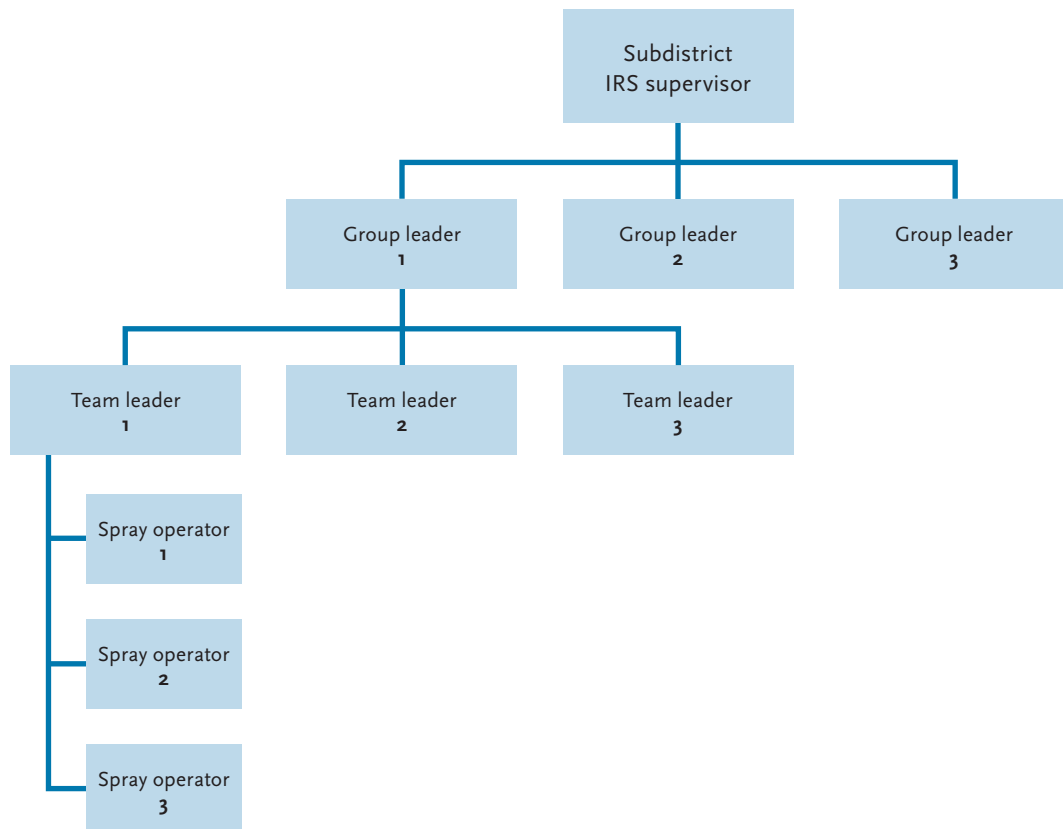 Subdistrict
IRS supervisor
Group leader
1
Group leader
2
Group leader
3
Team leader
1
Team leader
2
Team leader
3
Spray operator
1
Spray operator
2
Spray operator
3